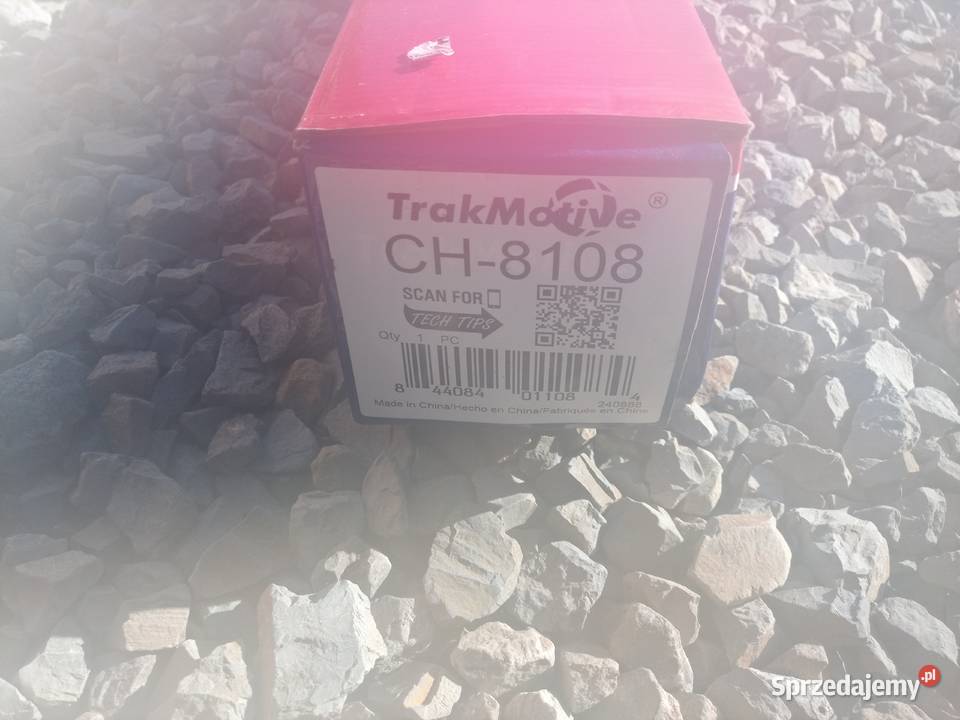 TrakMotive®
CH-8108
SCAN FOR
TECH TIPS
Qty 1 PC
8 44084 01108 4
240888
Made in China/Hecho en China/Fabriqués en Chine
Sprzedajemy.pl